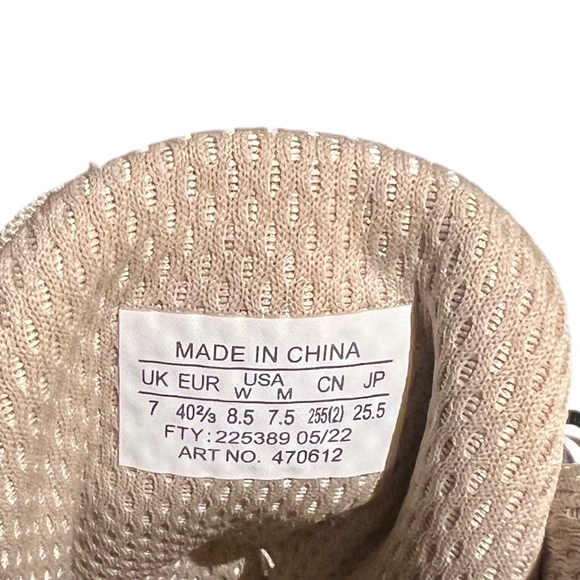 MADE IN CHINA
UK EUR USA CN JP
W M
7 40⅔ 8.5 7.5 255(2) 25.5
FTY: 225389 05/22
ART NO. 470612